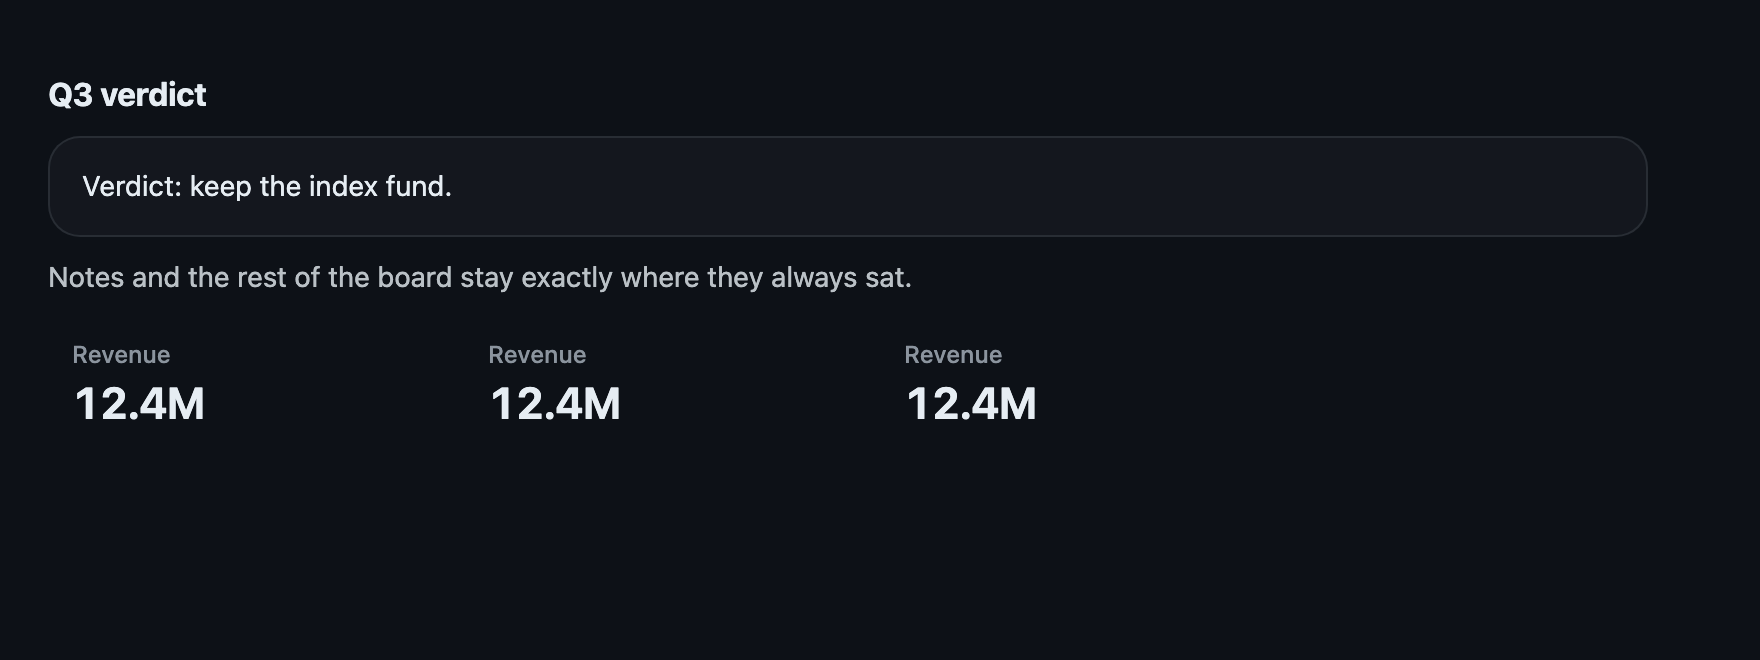 Q3 verdict
Verdict: keep the index fund.
Notes and the rest of the board stay exactly where they always sat.
Revenue Revenue Revenue
12.4M 12.4M 12.4M